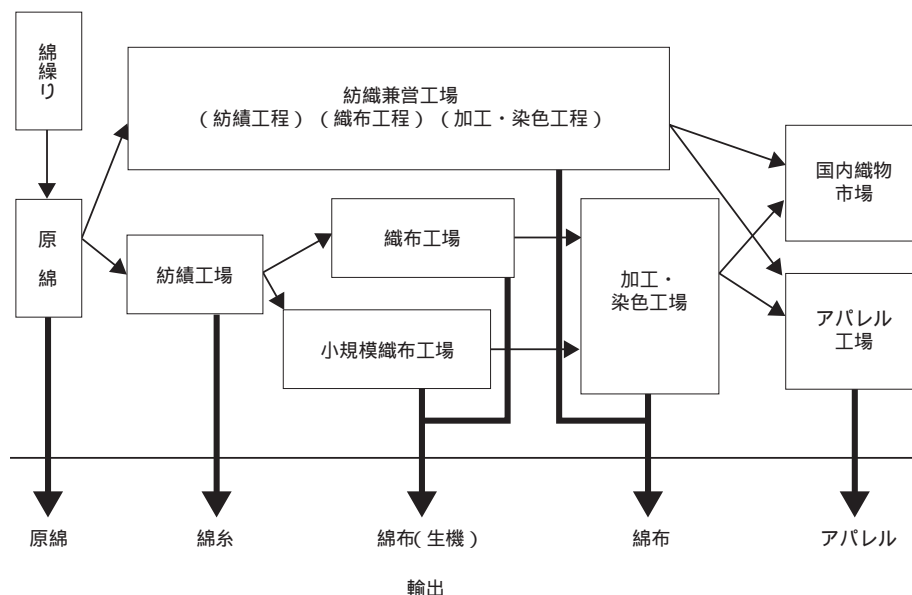 綿繰り
紡織兼営工場
(紡績工程)(織布工程)(加工・染色工程)
国内織物
市場
原綿
織布工場
紡績工場
加工・
染色工場
アパレル
工場
小規模織布工場
原綿
綿糸
綿布(生機)
綿布
アパレル
輸出